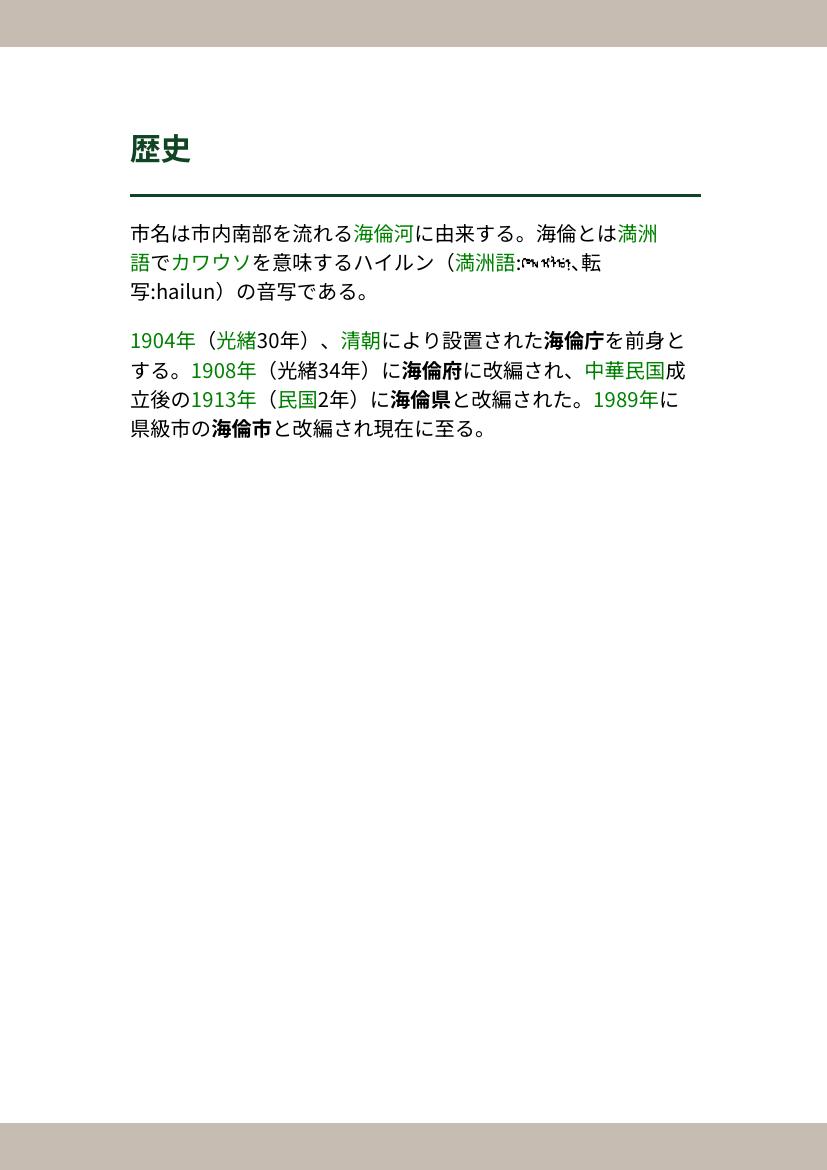 歴史
市名は市内南部を流れる海倫河に由来する。海倫とは満洲
語でカワウソを意味するハイルン（満洲語:、転
写:hailun）の音写である。
1904年（光緒30年）、清朝により設置された海倫庁を前身と
する。1908年（光緒34年）に海倫府に改編され、中華民国成
立後の1913年（民国2年）に海倫県と改編された。1989年に
県級市の海倫市と改編され現在に至る。